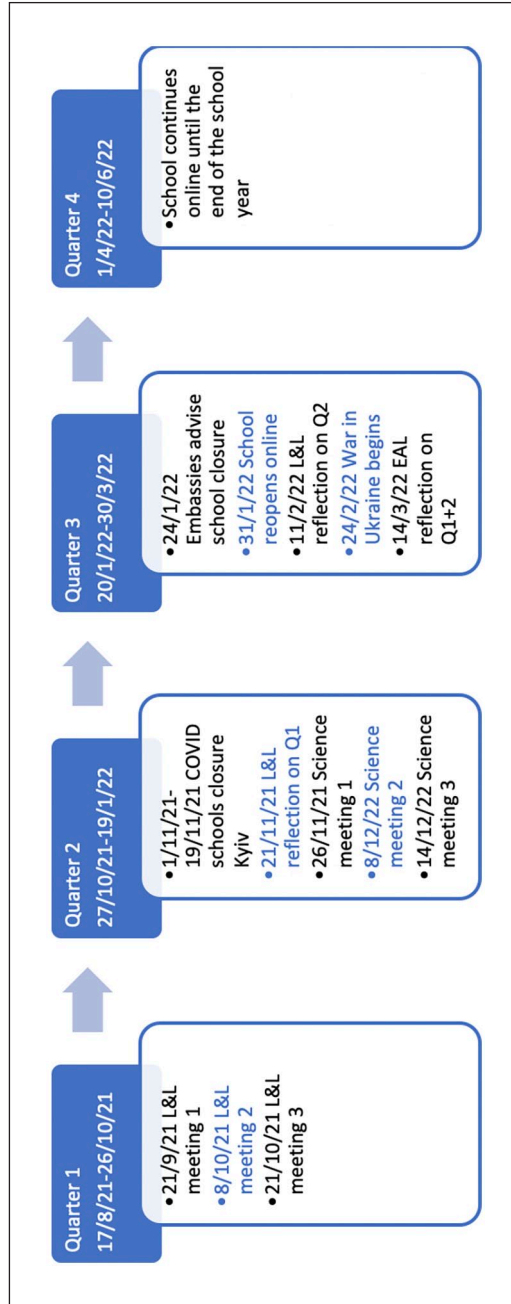 Quarter 1
17/8/21-26/10/21
•21/9/21 L&L
meeting 1
•8/10/21 L&L
meeting 2
•21/10/21 L&L
meeting 3
Quarter 2
27/10/21-19/1/22
•1/11/21-
19/11/21 COVID
schools closure
Kyiv
•21/11/21 L&L
reflection on Q1
•26/11/21 Science
meeting 1
•8/12/22 Science
meeting 2
•14/12/22 Science
meeting 3
Quarter 3
20/1/22-30/3/22
•24/1/22
Embassies advise
school closure
•31/1/22 School
reopens online
•11/2/22 L&L
reflection on Q2
•24/2/22 War in
Ukraine begins
•14/3/22 EAL
reflection on
Q1+2
Quarter 4
1/4/22-10/6/22
•School continues
online until the
end of the school
year